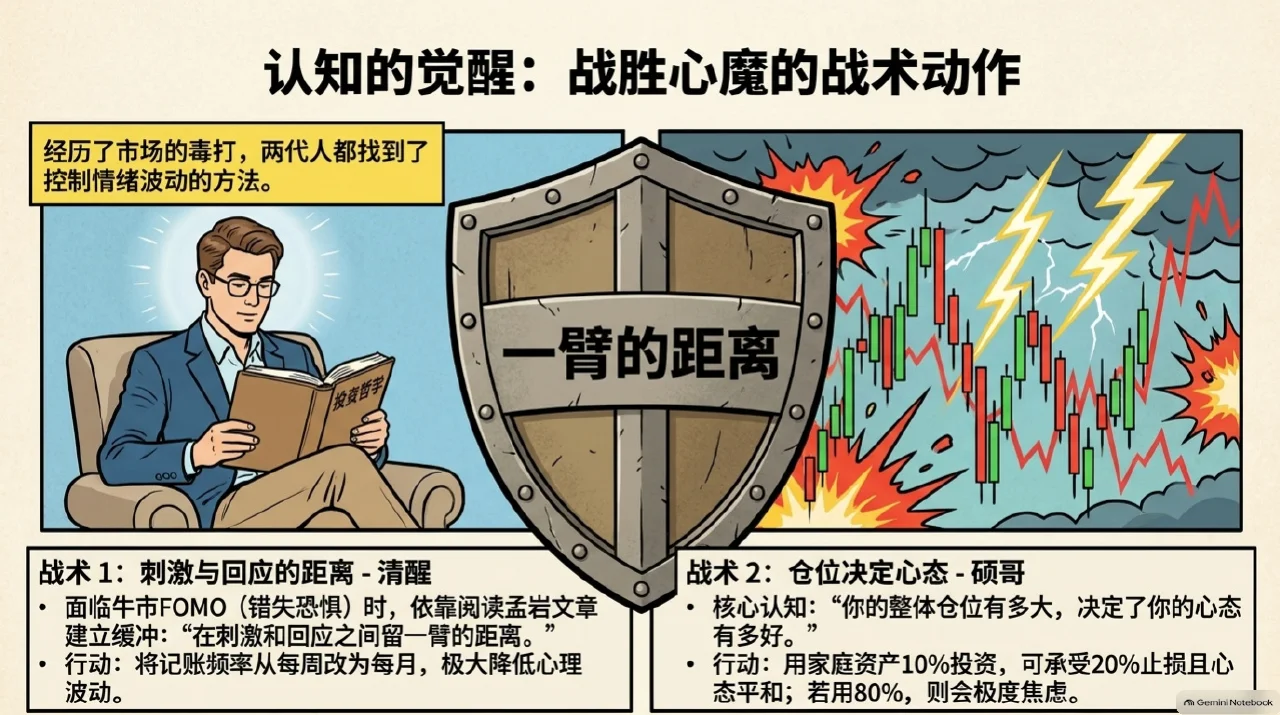 认知的觉醒：战胜心魔的战术动作
经历了市场的毒打，两代人都找到了
控制情绪波动的方法。
投资哲学
一臂的距离
战术 1：刺激与回应的距离 - 清醒
• 面临牛市FOMO（错失恐惧）时，依靠阅读孟岩文章
建立缓冲：“在刺激和回应之间留一臂的距离。”
• 行动：将记账频率从每周改为每月，极大降低心理
波动。
战术 2：仓位决定心态 - 硕哥
• 核心认知：“你的整体仓位有多大，决定了你的心态
有多好。”
• 行动：用家庭资产10%投资，可承受20%止损且心
态平和；若用80%，则会极度焦虑。
Gemini Notebook